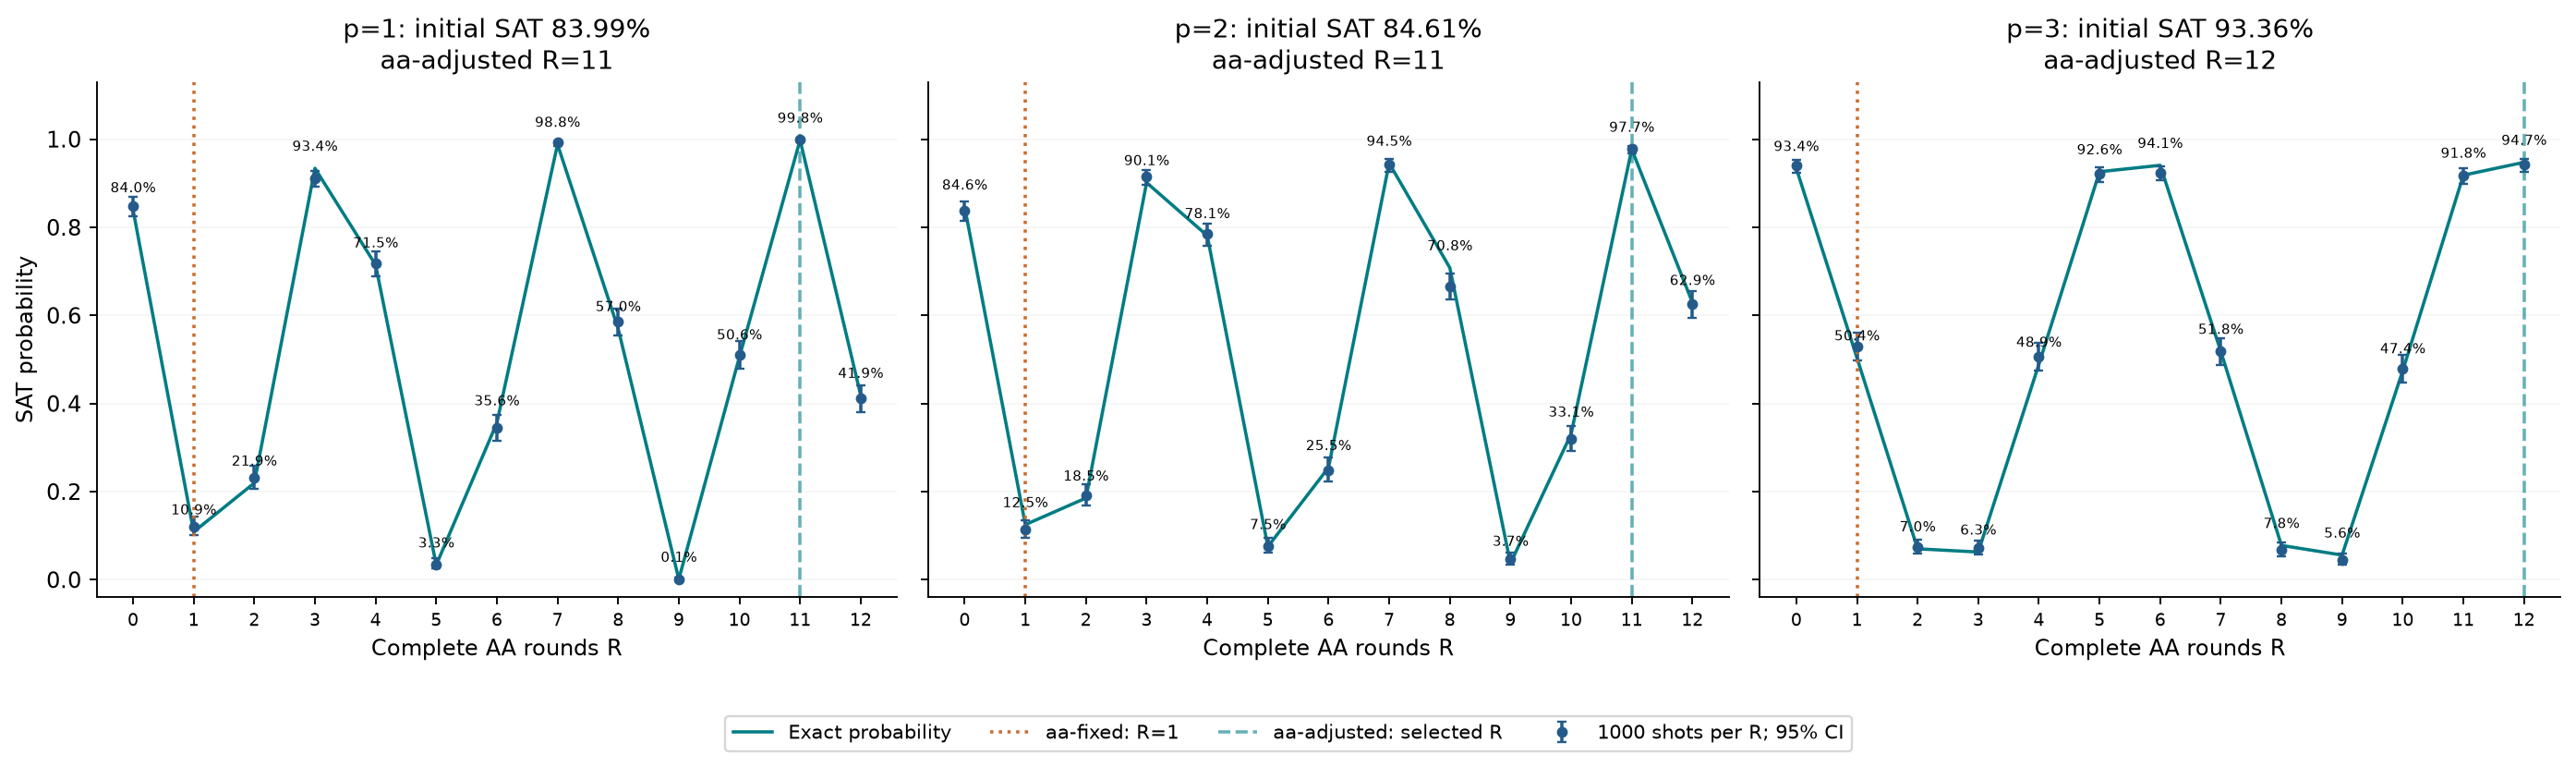 p=1: initial SAT 83.99%
aa-adjusted R=11
p=2: initial SAT 84.61%
aa-adjusted R=11
p=3: initial SAT 93.36%
aa-adjusted R=12
SAT probability
1.0
0.8
0.6
0.4
0.2
0.0
84.0%
10.9%
21.9%
93.4%
71.5%
3.3%
35.6%
98.8%
57.0%
0.1%
50.6%
99.8%
41.9%
0 1 2 3 4 5 6 7 8 9 10 11 12
Complete AA rounds R
84.6%
12.5%
18.5%
90.1%
78.1%
7.5%
25.5%
94.5%
70.8%
3.7%
33.1%
97.7%
62.9%
0 1 2 3 4 5 6 7 8 9 10 11 12
Complete AA rounds R
93.4%
50.4%
7.0%
6.3%
48.9%
92.6%
94.1%
51.8%
7.8%
5.6%
47.4%
91.8%
94.7%
0 1 2 3 4 5 6 7 8 9 10 11 12
Complete AA rounds R
Exact probability
aa-fixed: R=1
aa-adjusted: selected R
1000 shots per R; 95% CI